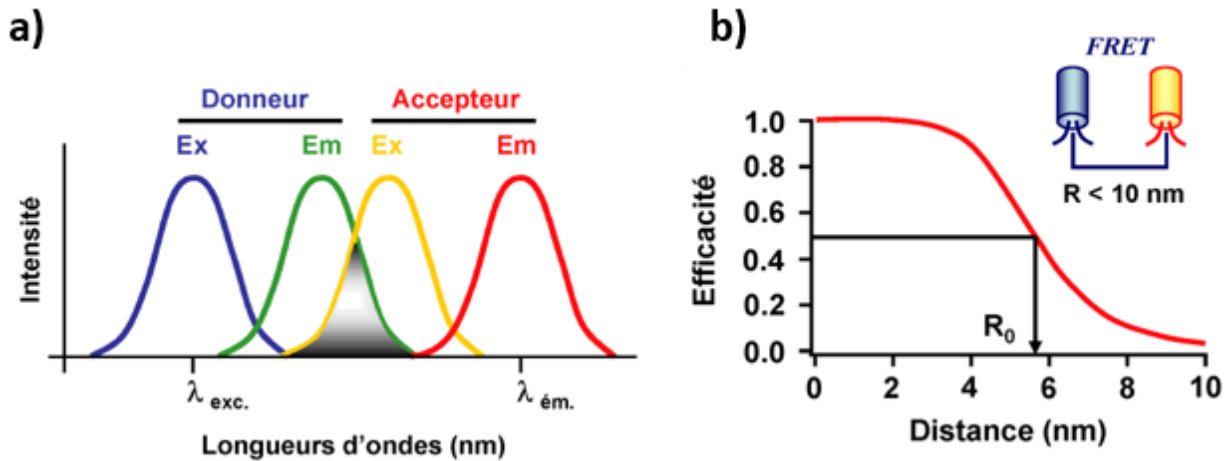 a)
Donneur
Accepteur
Ex
Em
Ex
Em
Intensité
λ exc.
λ ém.
Longueurs d'ondes (nm)
b)
FRET
R < 10 nm
1.0
0.8
0.6
0.4
0.2
0.0
Efficacité
R0
0 2 4 6 8 10
Distance (nm)